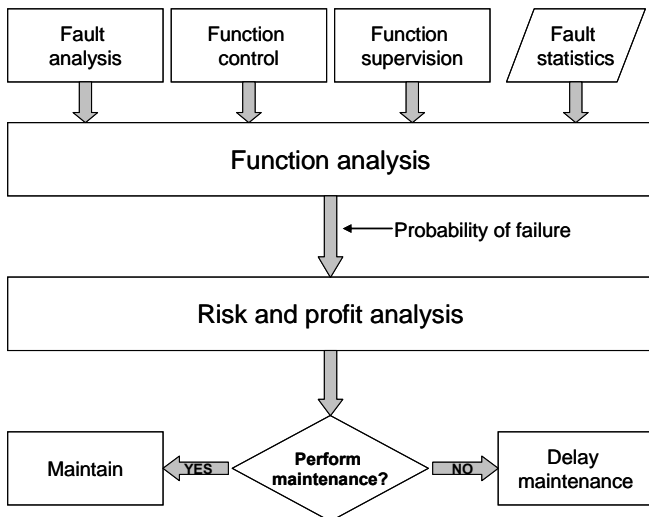 Fault
analysis
Function
control
Function
supervision
Fault
statistics
Function analysis
Probability of failure
Risk and profit analysis
Maintain
YES
Perform
maintenance?
NO
Delay
maintenance